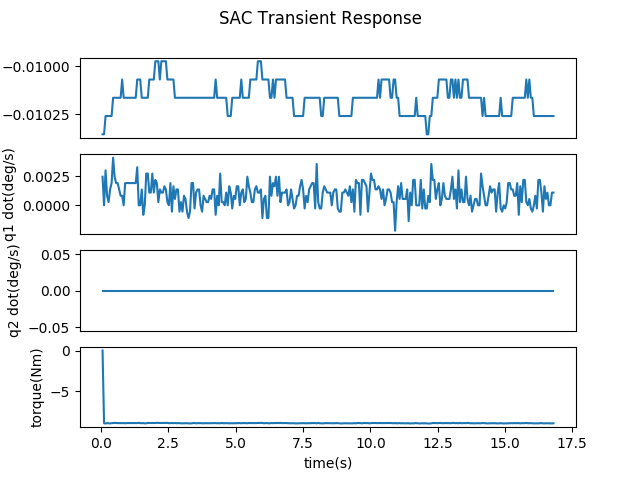 SAC Transient Response
−0.01000
−0.01025
q1 dot(deg/s)
0.0025
0.0000
q2 dot(deg/s)
0.05
0.00
−0.05
torque(Nm)
0
−5
0.0 2.5 5.0 7.5 10.0 12.5 15.0 17.5
time(s)